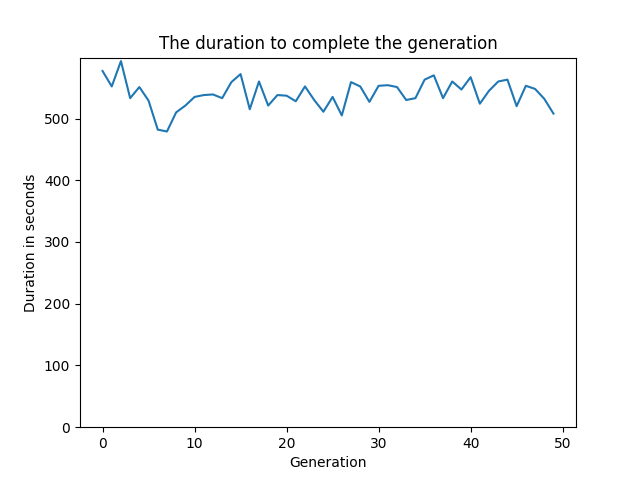 The duration to complete the generation
Duration in seconds
500
400
300
200
100
0
0 10 20 30 40 50
Generation